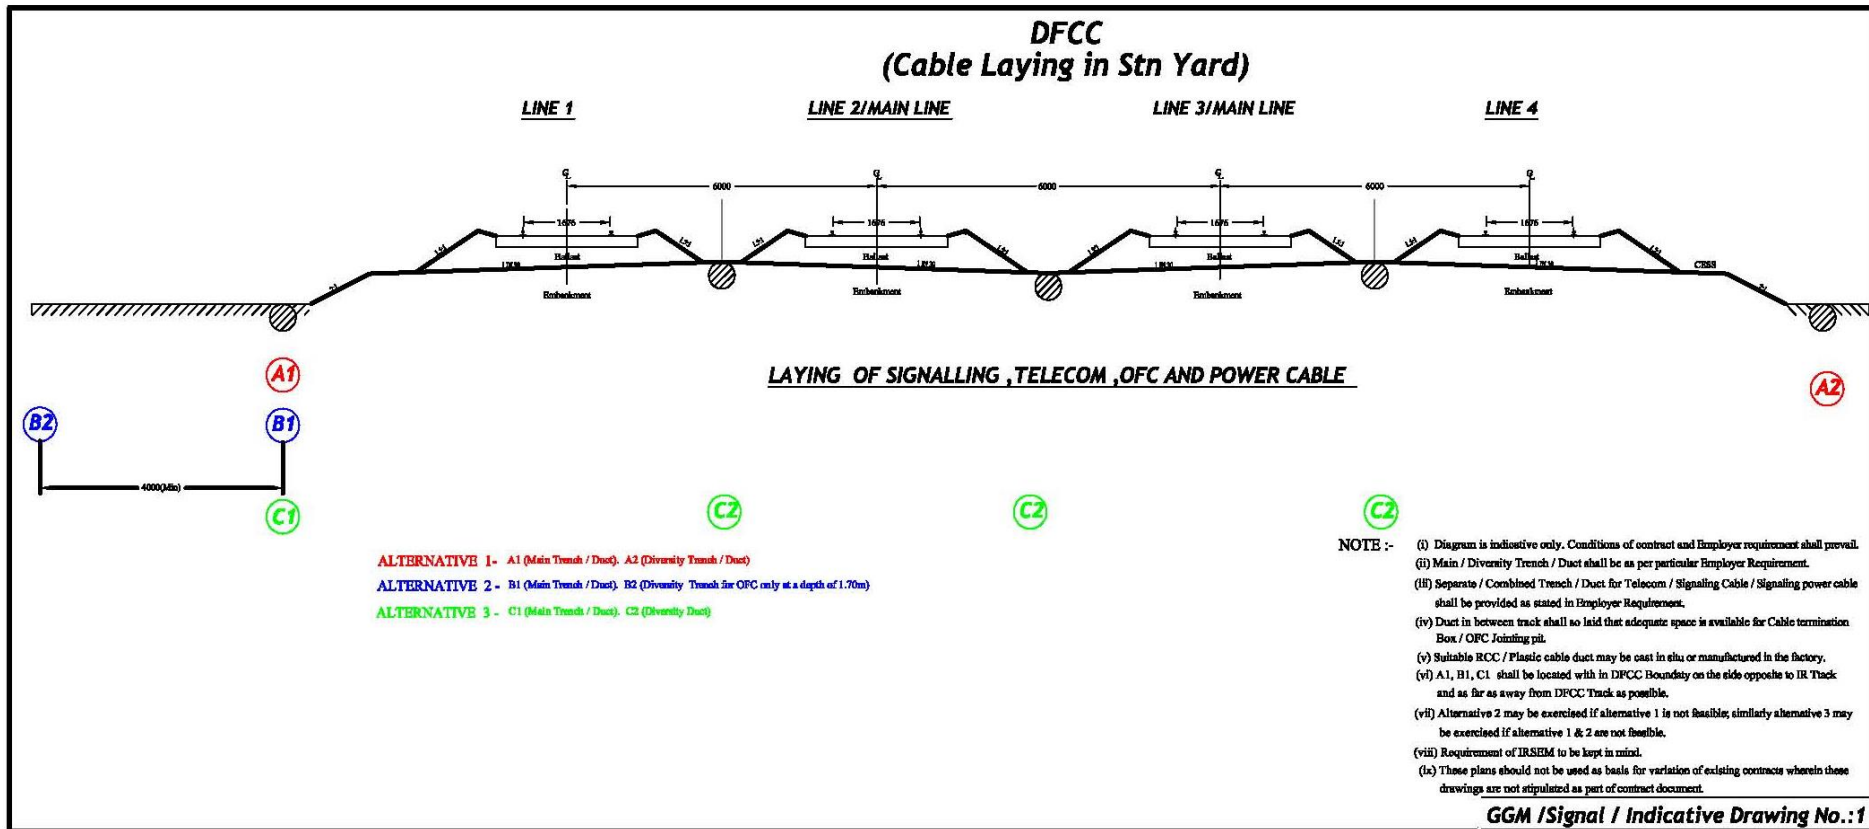 DFCC
(Cable Laying in Stn Yard)
LINE 1
LINE 2/MAIN LINE
LINE 3/MAIN LINE
LINE 4
6000
6000
6000
1676
1676
1676
1676
Ballast
Ballast
Ballast
Ballast
CESS
Embankment
Embankment
Embankment
Embankment
A1
LAYING OF SIGNALLING ,TELECOM ,OFC AND POWER CABLE
A2
B2
B1
4000(Min)
C1
C2
C2
C2
ALTERNATIVE 1- A1 (Main Trench / Duct). A2 (Diversity Trench / Duct)
ALTERNATIVE 2 - B1 (Main Trench / Duct). B2 (Diversity Trench for OFC only at a depth of 1.70m)
ALTERNATIVE 3 - C1 (Main Trench / Duct). C2 (Diversity Duct)
NOTE :- (i) Diagram is indicative only. Conditions of contract and Employer requirement shall prevail.
(ii) Main / Diversity Trench / Duct shall be as per particular Employer Requirement.
(iii) Separate / Combined Trench / Duct for Telecom / Signaling Cable / Signaling power cable
shall be provided as stated in Employer Requirement.
(iv) Duct in between track shall so laid that adequate space is available for Cable termination
Box / OFC Jointing pit.
(v) Suitable RCC / Plastic cable duct may be cast in situ or manufactured in the factory.
(vi) A1, B1, C1 shall be located with in DFCC Boundaty on the side opposite to IR Track
and as far as away from DFCC Track as possible.
(vii) Alternative 2 may be exercised if alternative 1 is not feasible; similarly alternative 3 may
be exercised if alternative 1 & 2 are not feasible.
(viii) Requirement of IRSEM to be kept in mind.
(ix) These plans should not be used as basis for variation of existing contracts wherein these
drawings are not stipulated as part of contract document.
GGM /Signal / Indicative Drawing No.:1